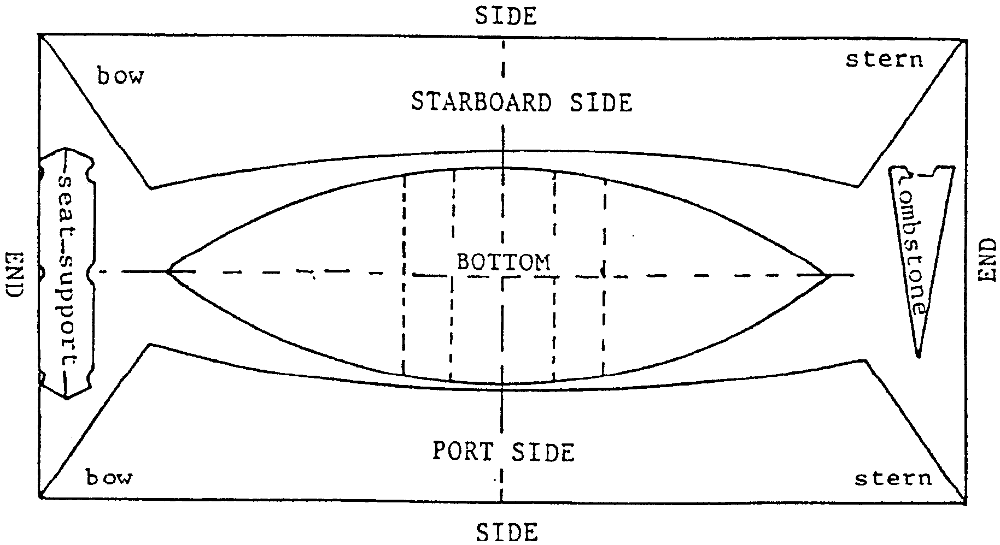 SIDE
bow
stern
STARBOARD SIDE
END
seat support
BOTTOM
Tombstone
END
PORT SIDE
bow
stern
SIDE